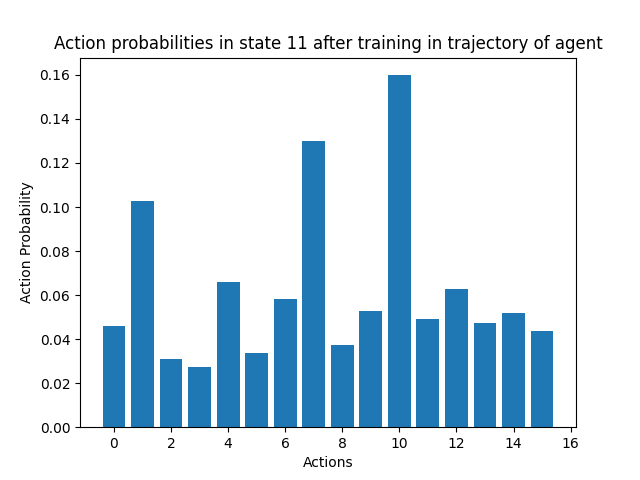 Action probabilities in state 11 after training in trajectory of agent
0.16
0.14
0.12
0.10
0.08
0.06
0.04
0.02
0.00
Action Probability
0 2 4 6 8 10 12 14 16
Actions